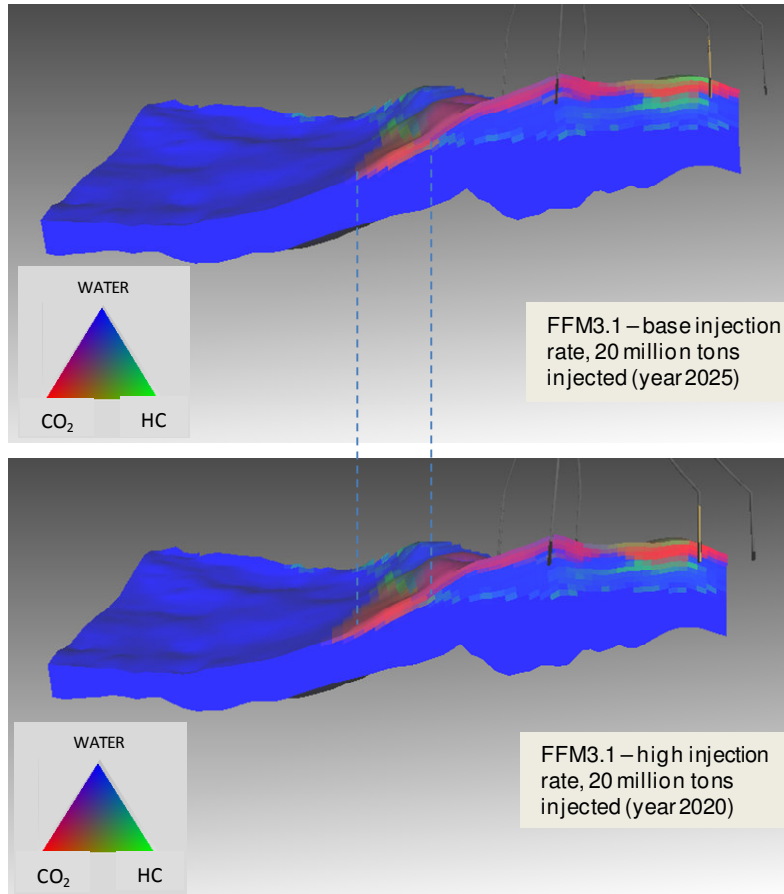 WATER
CO₂ HC
FFM3.1 – base injection
rate, 20 million tons
injected (year 2025)
WATER
CO₂ HC
FFM3.1 – high injection
rate, 20 million tons
injected (year 2020)